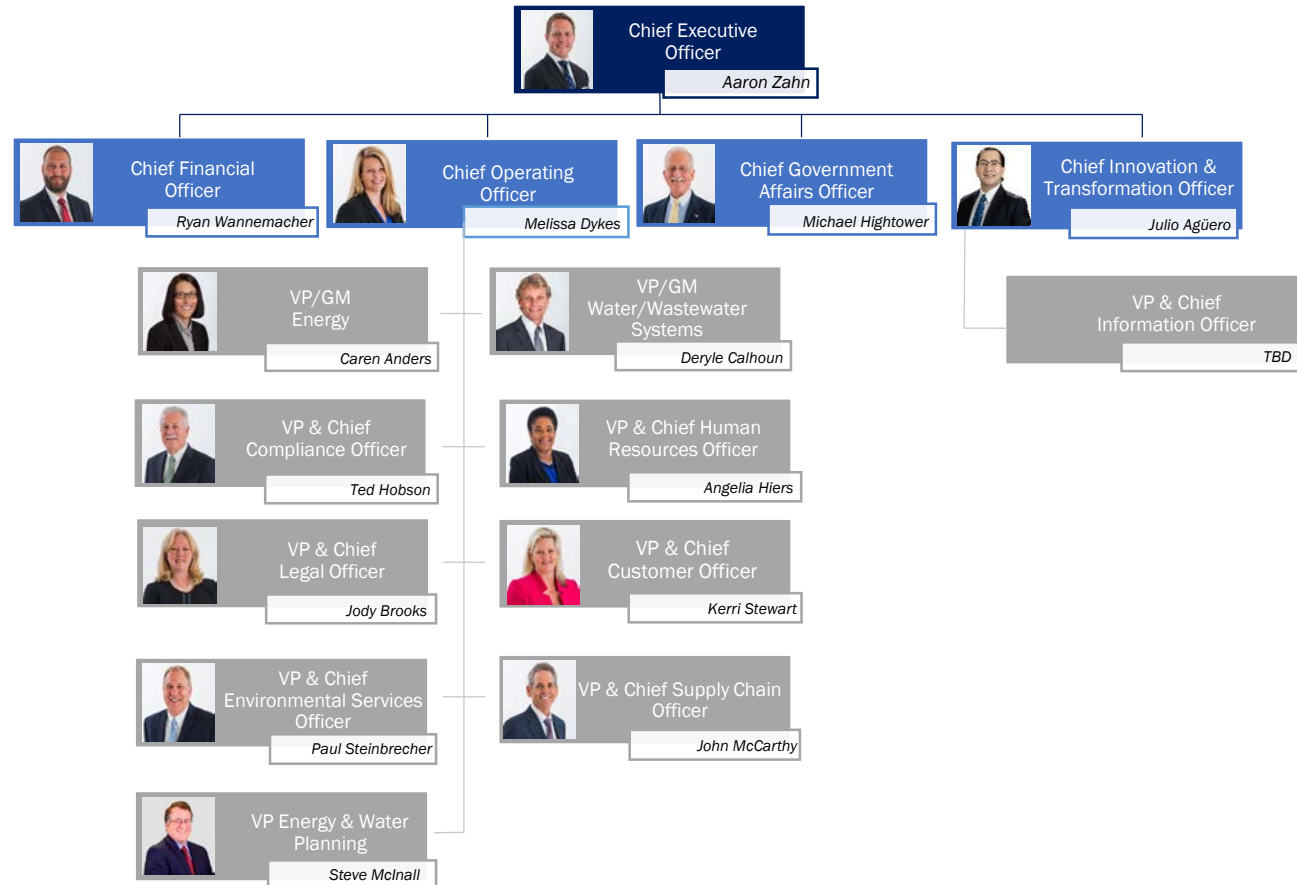 Chief Executive
Officer
Aaron Zahn
Chief Financial
Officer
Ryan Wannemacher
Chief Operating
Officer
Melissa Dykes
Chief Government
Affairs Officer
Michael Hightower
Chief Innovation &
Transformation Officer
Julio Agüero
VP/GM
Energy
Caren Anders
VP/GM
Water/Wastewater
Systems
Deryle Calhoun
VP & Chief
Information Officer
TBD
VP & Chief
Compliance Officer
Ted Hobson
VP & Chief Human
Resources Officer
Angelia Hiers
VP & Chief
Legal Officer
Jody Brooks
VP & Chief
Customer Officer
Kerri Stewart
VP & Chief
Environmental Services
Officer
Paul Steinbrecher
VP & Chief Supply Chain
Officer
John McCarthy
VP Energy & Water
Planning
Steve McInall